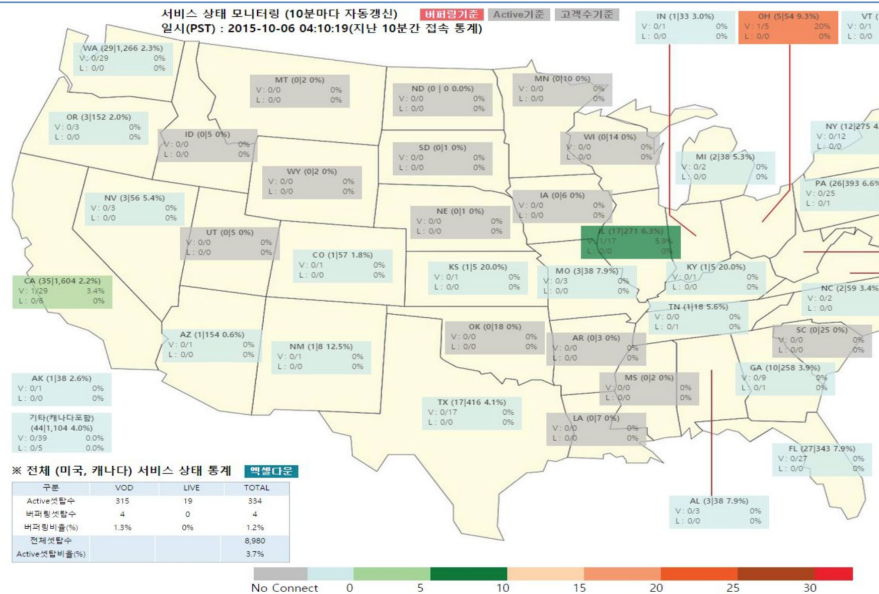 서비스 상태 모니터링 (10분마다 자동갱신) 버퍼링기준 Active기준 고객수기준
일시(PST) : 2015-10-06 04:10:19(지난 10분간 접속 통계)
IN (1|33 3.0%)
V: 0/1 0%
L: 0/0 0%
OH (5|54 9.3%)
V: 1/5 20%
L: 0/0 0%
VT (
V: 0/1
L: 0/0
WA (29|1,266 2.3%)
V: 0/29 0%
L: 0/0 0%
MT (0|2 0%)
V: 0/0 0%
L: 0/0 0%
ND (0 | 0 0.0%)
V: 0/0 0%
L: 0/0 0%
MN (0|10 0%)
V: 0/0 0%
L: 0/0 0%
OR (3|152 2.0%)
V: 0/3 0%
L: 0/0 0%
ID (0|5 0%)
V: 0/0 0%
L: 0/0 0%
SD (0|1 0%)
V: 0/0 0%
L: 0/0 0%
WI (0|14 0%)
V: 0/0 0%
L: 0/0 0%
NY (12|275 4.
V: 0/12
L: 0/0
WY (0|2 0%)
V: 0/0 0%
L: 0/0 0%
MI (2|38 5.3%)
V: 0/2 0%
L: 0/0 0%
PA (26|393 6.6%
V: 0/25
L: 0/1
NV (3|56 5.4%)
V: 0/3 0%
L: 0/0 0%
IA (0|6 0%)
V: 0/0 0%
L: 0/0 0%
NE (0|1 0%)
V: 0/0 0%
L: 0/0 0%
UT (0|5 0%)
V: 0/0 0%
L: 0/0 0%
IL (17|271 6.3%)
V: 1/17 5.9%
L: 0/0 0%
CO (1|57 1.8%)
V: 0/1 0%
L: 0/0 0%
KS (1|5 20.0%)
V: 0/1 0%
L: 0/0 0%
MO (3|38 7.9%)
V: 0/3 0%
L: 0/0 0%
KY (1|5 20.0%)
V: 0/1 0%
L: 0/0 0%
CA (35|1,604 2.2%)
V: 1/29 3.4%
L: 0/6 0%
NC (2|59 3.4%
V: 0/2
L: 0/0
TN (1|18 5.6%)
V: 0/0 0%
L: 0/1 0%
AZ (1|154 0.6%)
V: 0/1 0%
L: 0/0 0%
NM (1|8 12.5%)
V: 0/1 0%
L: 0/0 0%
OK (0|18 0%)
V: 0/0 0%
L: 0/0 0%
AR (0|3 0%)
V: 0/0 0%
L: 0/0 0%
SC (0|25 0%)
V: 0/0 0%
L: 0/0 0%
GA (10|258 3.9%)
V: 0/9 0%
L: 0/1 0%
AK (1|38 2.6%)
V: 0/1 0%
L: 0/0 0%
MS (0|2 0%)
V: 0/0 0%
L: 0/0 0%
TX (17|416 4.1%)
V: 0/17 0%
L: 0/0 0%
기타(캐나다포함)
(44|1,104 4.0%)
V: 0/39 0.0%
L: 0/5 0.0%
LA (0|7 0%)
V: 0/0 0%
L: 0/0 0%
FL (27|343 7.9%)
V: 0/27 0%
L: 0/0 0%
AL (3|38 7.9%)
V: 0/3 0%
L: 0/0 0%
※ 전체 (미국, 캐나다) 서비스 상태 통계 엑셀다운
구분 VOD LIVE TOTAL
Active셋탑수 315 19 334
버퍼링셋탑수 4 0 4
버퍼링비율(%) 1.3% 0% 1.2%
전체셋탑수 8,980
Active셋탑비율(%) 3.7%
No Connect 0 5 10 15 20 25 30